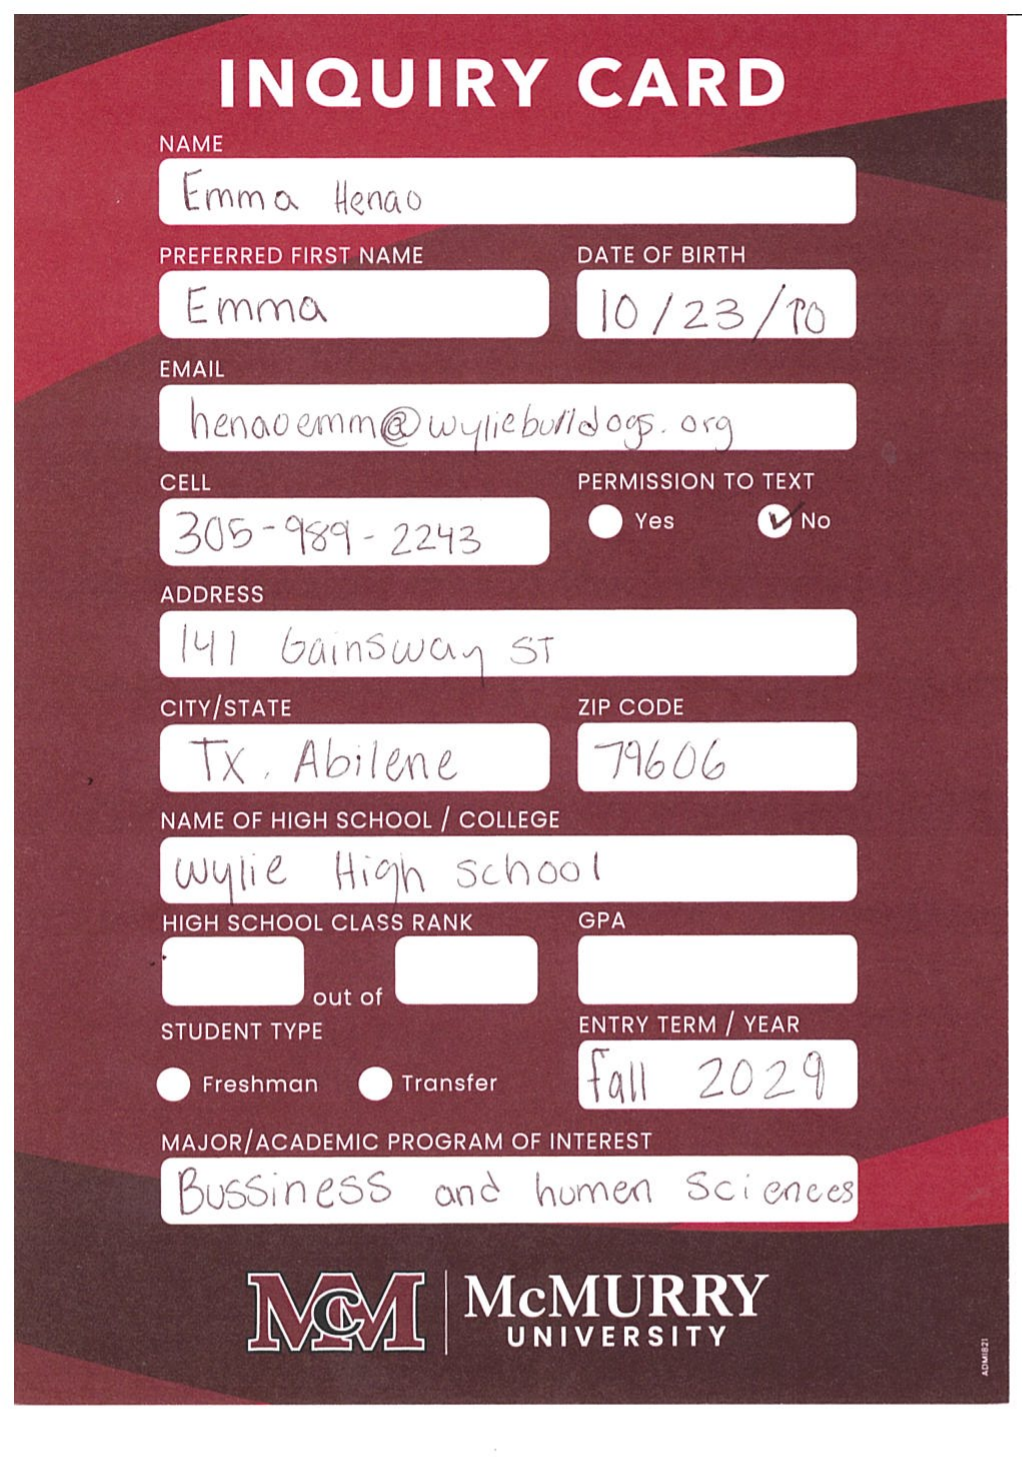 INQUIRY CARD
NAME
Emma Henao
PREFERRED FIRST NAME
DATE OF BIRTH
Emma
10/23/10
EMAIL
henaoemm@wyliebulldogs.org
CELL
PERMISSION TO TEXT
305-989-2243
Yes
No
ADDRESS
141 Gainsway ST
CITY/STATE
ZIP CODE
Tx. Abilene
79606
NAME OF HIGH SCHOOL / COLLEGE
Wylie High school
HIGH SCHOOL CLASS RANK
GPA
out of
STUDENT TYPE
ENTRY TERM / YEAR
Freshman
Transfer
fall 2029
MAJOR/ACADEMIC PROGRAM OF INTEREST
Bussiness and humen Sciences
McM
McMURRY
UNIVERSITY
ADM1821